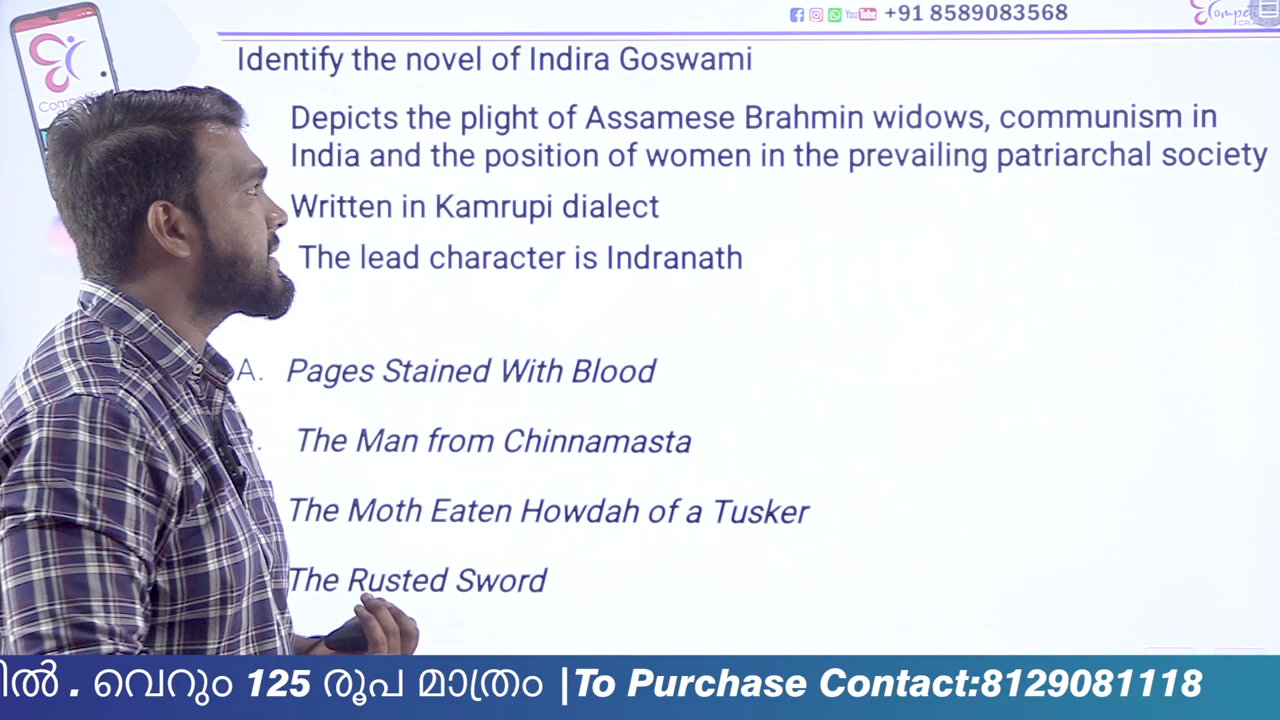 +91 8589083568
Identify the novel of Indira Goswami
Depicts the plight of Assamese Brahmin widows, communism in
India and the position of women in the prevailing patriarchal society
Written in Kamrupi dialect
The lead character is Indranath
A. Pages Stained With Blood
The Man from Chinnamasta
The Moth Eaten Howdah of a Tusker
The Rusted Sword
. വെറും 125 രൂപ മാത്രം |To Purchase Contact:8129081118